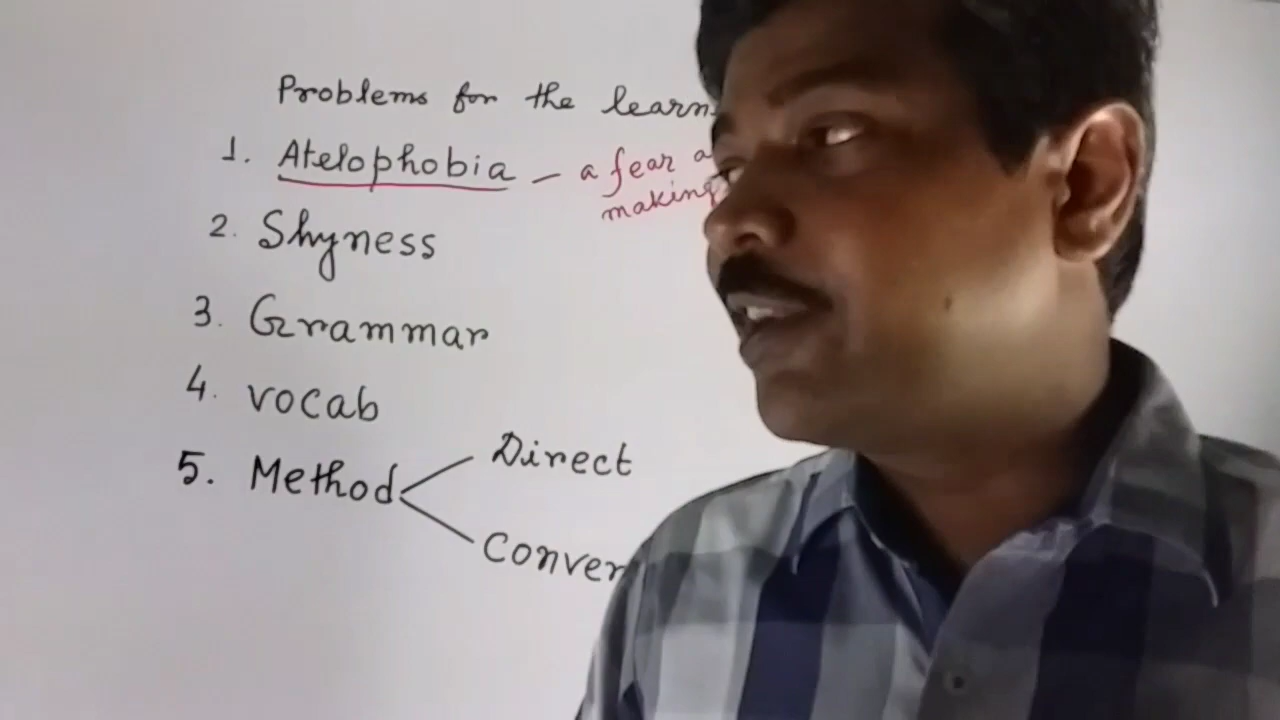 Problems for the learn
1. Atelophobia – a fear
making
2. Shyness
3. Grammar
4. vocab
5. Method
Direct
Conver